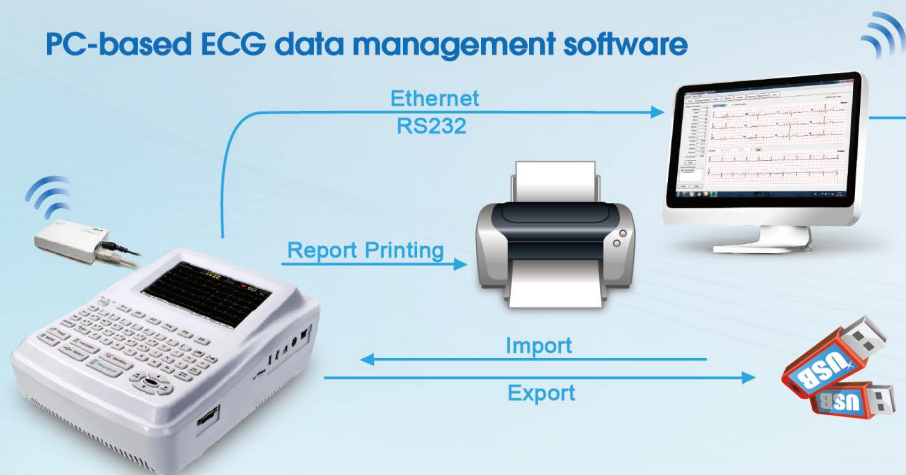 PC-based ECG data management software
Ethernet
RS232
Report Printing
Import
Export
USB
USB